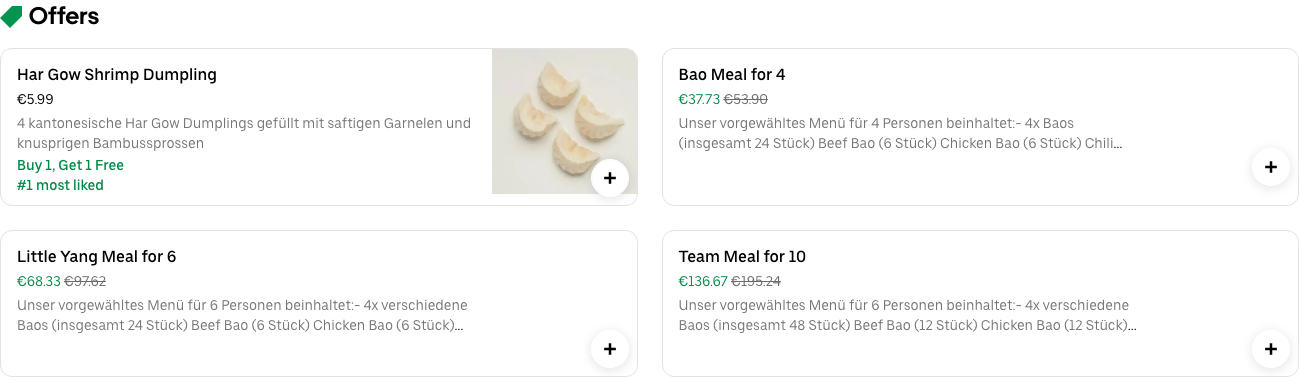 Offers
Har Gow Shrimp Dumpling
€5.99
4 kantonesische Har Gow Dumplings gefüllt mit saftigen Garnelen und
knusprigen Bambussprossen
Buy 1, Get 1 Free
#1 most liked
Bao Meal for 4
€37.73 €53.90
Unser vorgewähltes Menü für 4 Personen beinhaltet:- 4x Baos
(insgesamt 24 Stück) Beef Bao (6 Stück) Chicken Bao (6 Stück) Chili...
Little Yang Meal for 6
€68.33 €97.62
Unser vorgewähltes Menü für 6 Personen beinhaltet:- 4x verschiedene
Baos (insgesamt 24 Stück) Beef Bao (6 Stück) Chicken Bao (6 Stück)...
Team Meal for 10
€136.67 €195.24
Unser vorgewähltes Menü für 6 Personen beinhaltet:- 4x verschiedene
Baos (insgesamt 48 Stück) Beef Bao (12 Stück) Chicken Bao (12 Stück)...